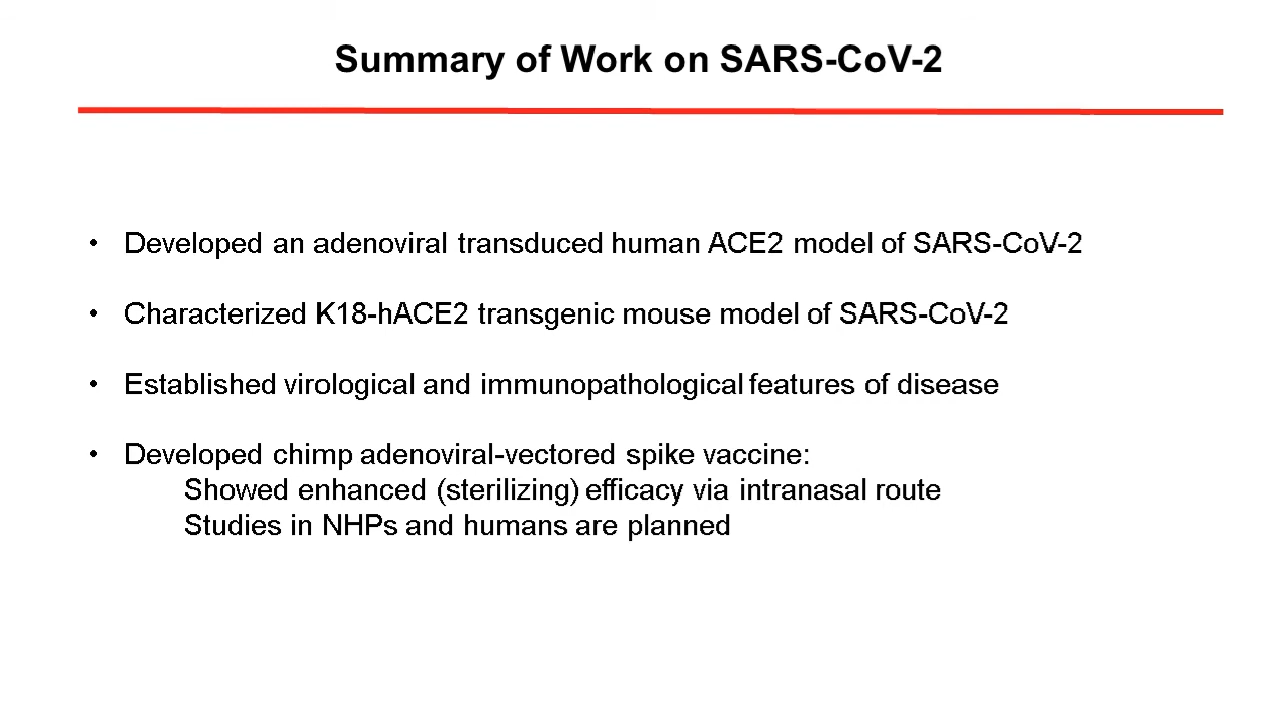 Summary of Work on SARS-CoV-2
• Developed an adenoviral transduced human ACE2 model of SARS-CoV-2
• Characterized K18-hACE2 transgenic mouse model of SARS-CoV-2
• Established virological and immunopathological features of disease
• Developed chimp adenoviral-vectored spike vaccine:
Showed enhanced (sterilizing) efficacy via intranasal route
Studies in NHPs and humans are planned